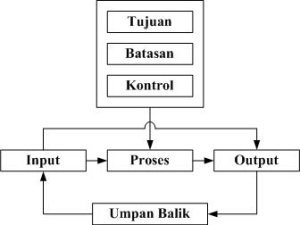 Tujuan
Batasan
Kontrol
Input
Proses
Output
Umpan Balik